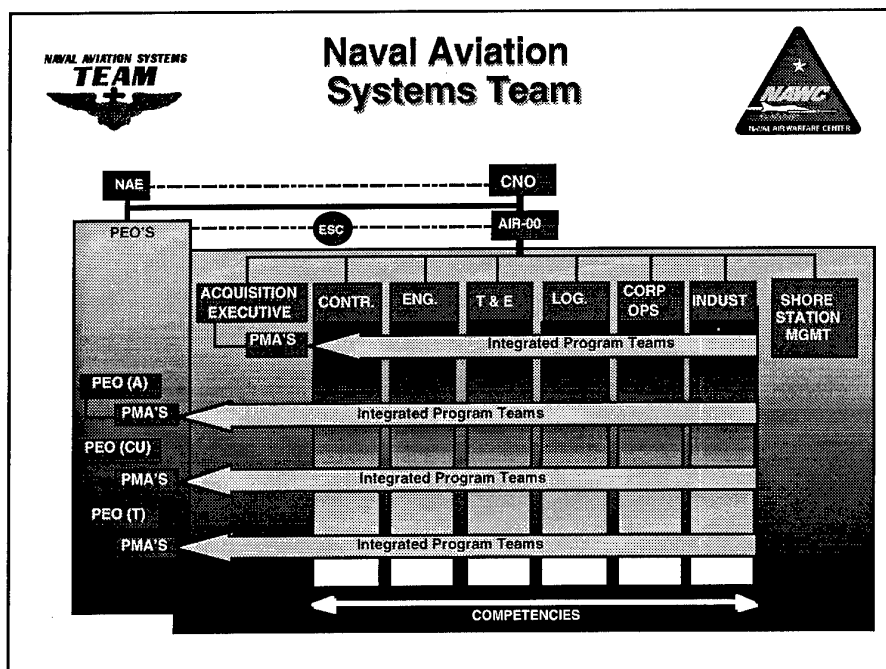 NAVAL AVIATION SYSTEMS
TEAM
Naval Aviation
Systems Team
NAWC
NAVAL AIR WARFARE CENTER
NAE
CNO
PEO'S
ESC
AIR-00
ACQUISITION
EXECUTIVE
CONTR.
ENG.
T & E
LOG.
CORP
OPS
INDUST
SHORE
STATION
MGMT
PMA'S
Integrated Program Teams
PEO (A)
PMA'S
Integrated Program Teams
PEO (CU)
PMA'S
Integrated Program Teams
PEO (T)
PMA'S
Integrated Program Teams
COMPETENCIES